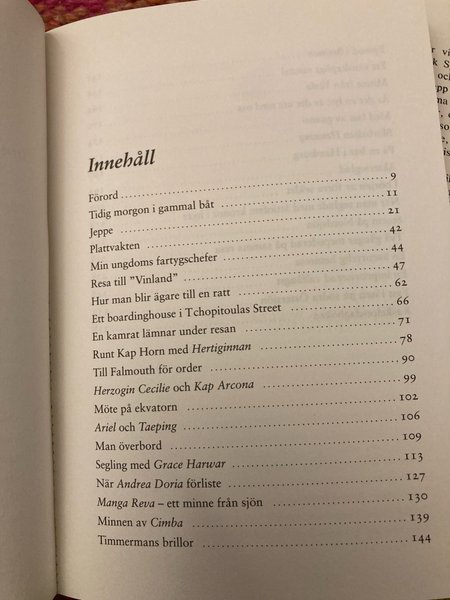 Innehåll
Förord 9
Tidig morgon i gammal båt 11
Jeppe 21
Plattvakten 42
Min ungdoms fartygschefer 44
Resa till ”Vinland” 47
Hur man blir ägare till en ratt 62
Ett boardinghouse i Tchopitoulas Street 66
En kamrat lämnar under resan 71
Runt Kap Horn med Hertiginnan 78
Till Falmouth för order 90
Herzogin Cecilie och Kap Arcona 99
Möte på ekvatorn 102
Ariel och Taeping 106
Man överbord 109
Segling med Grace Harwar 113
När Andrea Doria förliste 127
Manga Reva – ett minne från sjön 130
Minnen av Cimba 139
Timmermans brillor 144